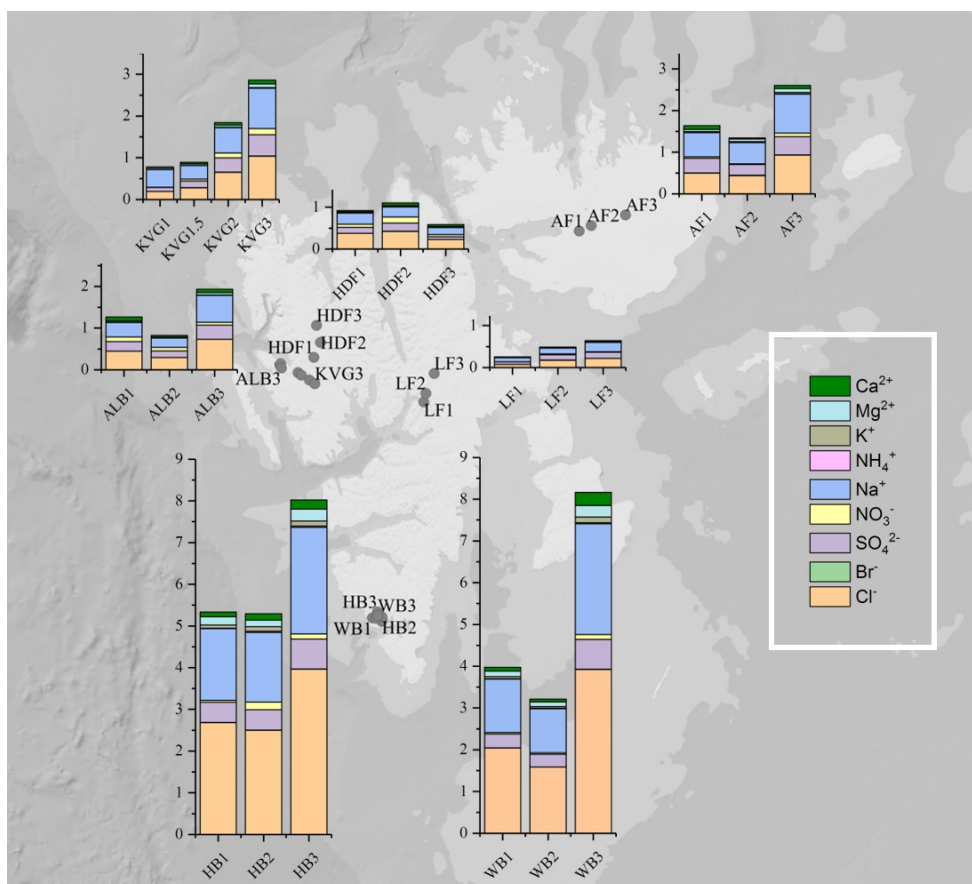 3
2
1
0
KVG1
KVG1.5
KVG2
KVG3
3
2
1
0
AF1
AF2
AF3
1
0
HDF1
HDF2
HDF3
AF1
AF2
AF3
2
1
0
ALB1
ALB2
ALB3
HDF3
HDF2
HDF1
ALB3
KVG3
LF3
LF2
LF1
1
0
LF1
LF2
LF3
Ca²⁺
Mg²⁺
K⁺
NH₄⁺
Na⁺
NO₃⁻
SO₄²⁻
Br⁻
Cl⁻
9
8
7
6
5
4
3
2
1
0
HB1
HB2
HB3
HB3
WB3
WB1
HB2
9
8
7
6
5
4
3
2
1
0
WB1
WB2
WB3